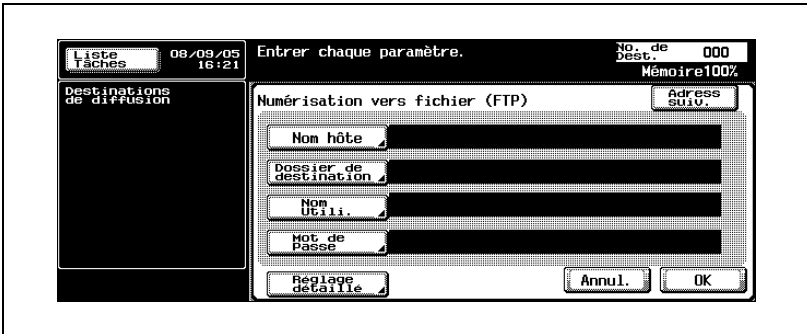 Liste
Tâches
08/09/05
16:21
Entrer chaque paramètre.
No. de
Dest.
000
Mémoire100%
Destinations
de diffusion
Numérisation vers fichier (FTP)
Adress
suiv.
Nom hôte
Dossier de
destination
Nom
Utili.
Mot de
Passe
Réglage
détaillé
Annul.
OK